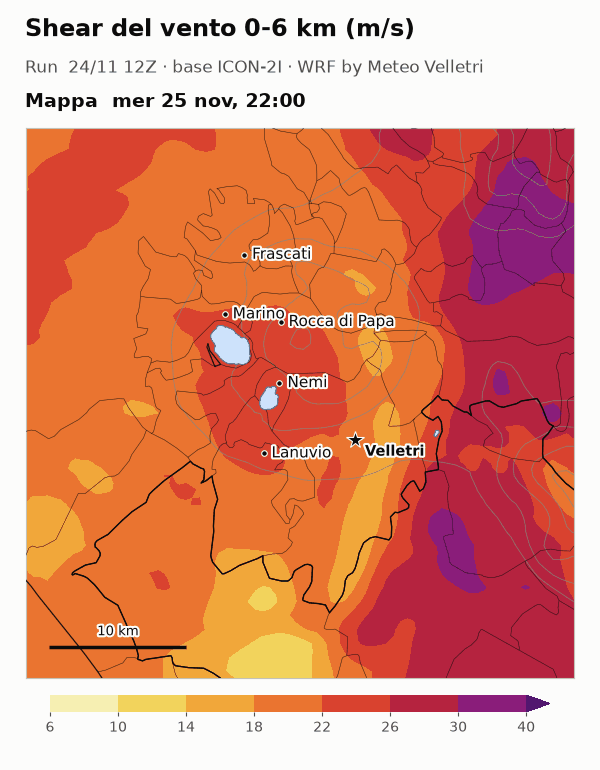 Shear del vento 0-6 km (m/s)
Run  24/11 12Z · base ICON-2I · WRF by Meteo Velletri
Mappa  mer 25 nov, 22:00
Frascati
Marino
Rocca di Papa
Nemi
Velletri
Lanuvio
10 km
6 10 14 18 22 26 30 40